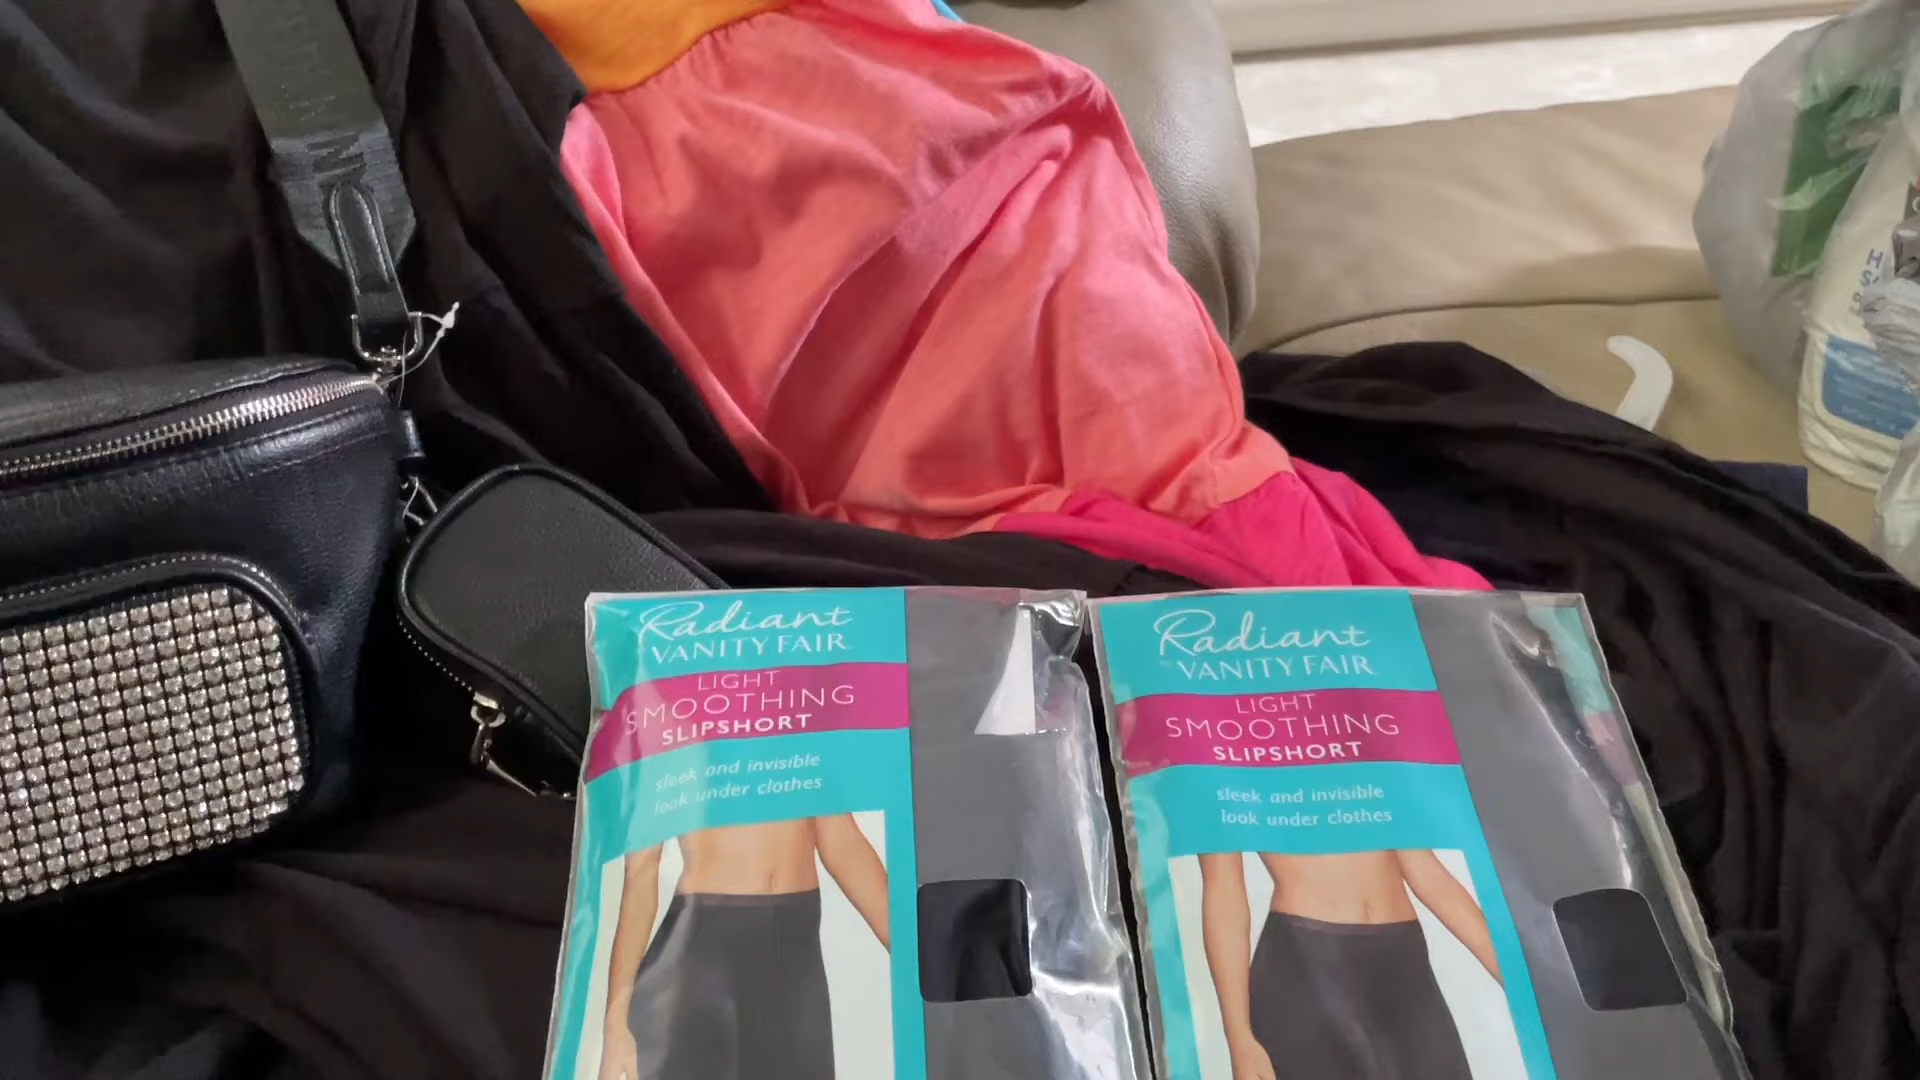 Radiant
VANITY FAIR
LIGHT
SMOOTHING
SLIPSHORT
sleek and invisible
look under clothes
Radiant
VANITY FAIR
LIGHT
SMOOTHING
SLIPSHORT
sleek and invisible
look under clothes